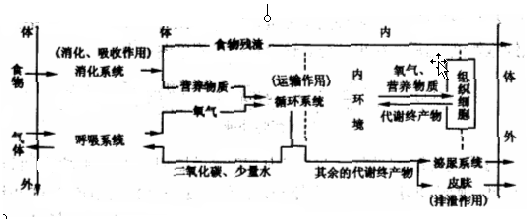 体 体 内
(消化、吸收作用) 食物残渣
食物 消化系统 体
营养物质 (运输作用) 内环境 氧气、营养物质 组织细胞
氧气 循环系统
代谢终产物
气体 呼吸系统
二氧化碳、少量水 其余的代谢终产物 泌尿系统
外 皮肤 外
(排泄作用)